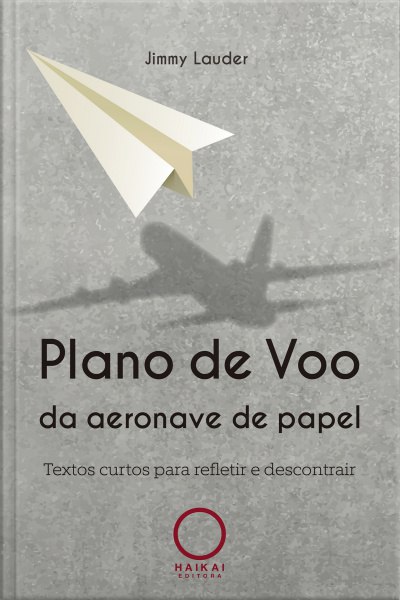 Jimmy Lauder
Plano de Voo
da aeronave de papel
Textos curtos para refletir e descontrair
HAIKAI
EDITORA